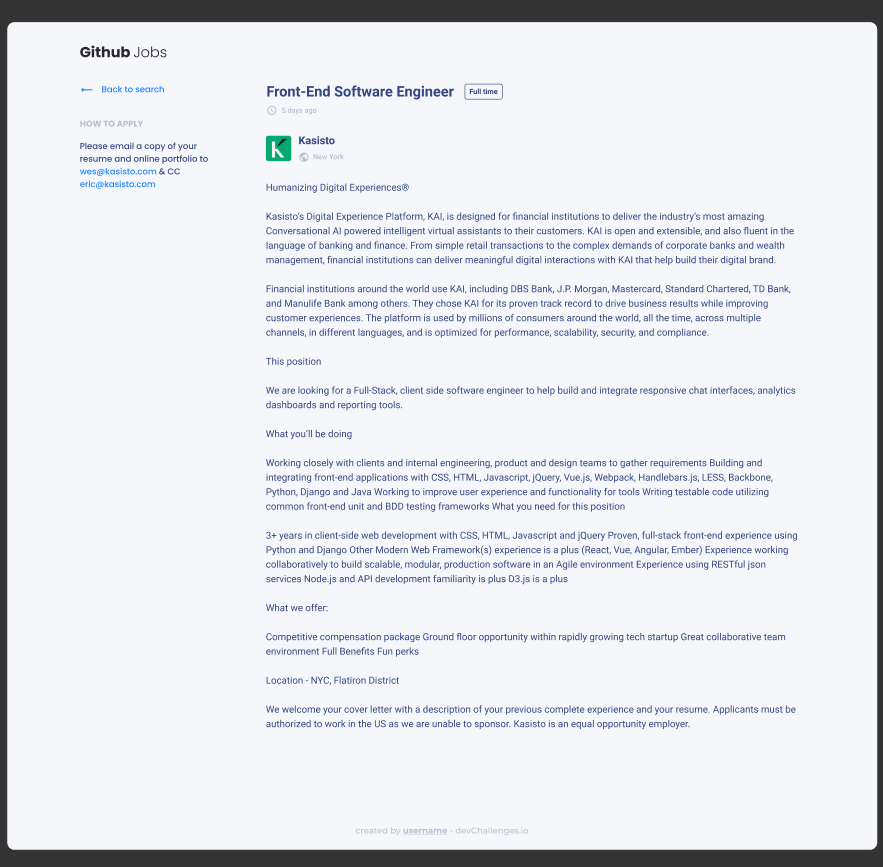 Github Jobs
Back to search
HOW TO APPLY
Please email a copy of your
resume and online portfolio to
wes@kasisto.com & CC
eric@kasisto.com
Front-End Software Engineer
Full time
5 days ago
K
Kasisto
New York
Humanizing Digital Experiences®
Kasisto's Digital Experience Platform, KAI, is designed for financial institutions to deliver the industry's most amazing
Conversational AI powered intelligent virtual assistants to their customers. KAI is open and extensible, and also fluent in the
language of banking and finance. From simple retail transactions to the complex demands of corporate banks and wealth
management, financial institutions can deliver meaningful digital interactions with KAI that help build their digital brand.
Financial institutions around the world use KAI, including DBS Bank, J.P. Morgan, Mastercard, Standard Chartered, TD Bank,
and Manulife Bank among others. They chose KAI for its proven track record to drive business results while improving
customer experiences. The platform is used by millions of consumers around the world, all the time, across multiple
channels, in different languages, and is optimized for performance, scalability, security, and compliance.
This position
We are looking for a Full-Stack, client side software engineer to help build and integrate responsive chat interfaces, analytics
dashboards and reporting tools.
What you'll be doing
Working closely with clients and internal engineering, product and design teams to gather requirements Building and
integrating front-end applications with CSS, HTML, Javascript, jQuery, Vue.js, Webpack, Handlebars.js, LESS, Backbone,
Python, Django and Java Working to improve user experience and functionality for tools Writing testable code utilizing
common front-end unit and BDD testing frameworks What you need for this position
3+ years in client-side web development with CSS, HTML, Javascript and jQuery Proven, full-stack front-end experience using
Python and Django Other Modern Web Framework(s) experience is a plus (React, Vue, Angular, Ember) Experience working
collaboratively to build scalable, modular, production software in an Agile environment Experience using RESTful json
services Node.js and API development familiarity is plus D3.js is a plus
What we offer:
Competitive compensation package Ground floor opportunity within rapidly growing tech startup Great collaborative team
environment Full Benefits Fun perks
Location - NYC, Flatiron District
We welcome your cover letter with a description of your previous complete experience and your resume. Applicants must be
authorized to work in the US as we are unable to sponsor. Kasisto is an equal opportunity employer.
created by username - devChallenges.io